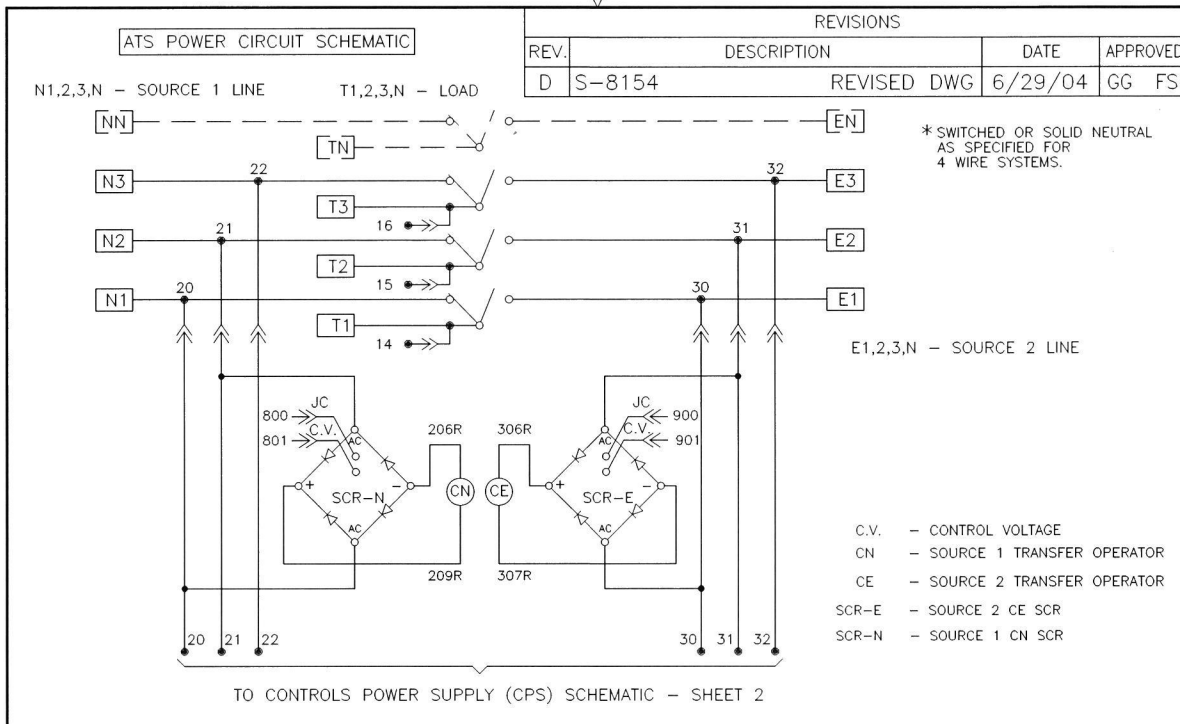 REVISIONS
ATS POWER CIRCUIT SCHEMATIC
REV. DESCRIPTION DATE APPROVED
D S-8154 REVISED DWG 6/29/04 GG FS
N1,2,3,N – SOURCE 1 LINE T1,2,3,N – LOAD
NN EN
* SWITCHED OR SOLID NEUTRAL
AS SPECIFIED FOR
4 WIRE SYSTEMS.
TN
N3 22 32 E3
T3
16
N2 21 31 E2
T2
15
N1 20 30 E1
T1
14
E1,2,3,N – SOURCE 2 LINE
JC JC
800 900
C.V. C.V.
801 901
AC 206R 306R AC
+ SCR-N – CN CE + SCR-E –
AC AC
209R 307R
C.V. – CONTROL VOLTAGE
CN – SOURCE 1 TRANSFER OPERATOR
CE – SOURCE 2 TRANSFER OPERATOR
SCR-E – SOURCE 2 CE SCR
SCR-N – SOURCE 1 CN SCR
20 21 22 30 31 32
TO CONTROLS POWER SUPPLY (CPS) SCHEMATIC – SHEET 2